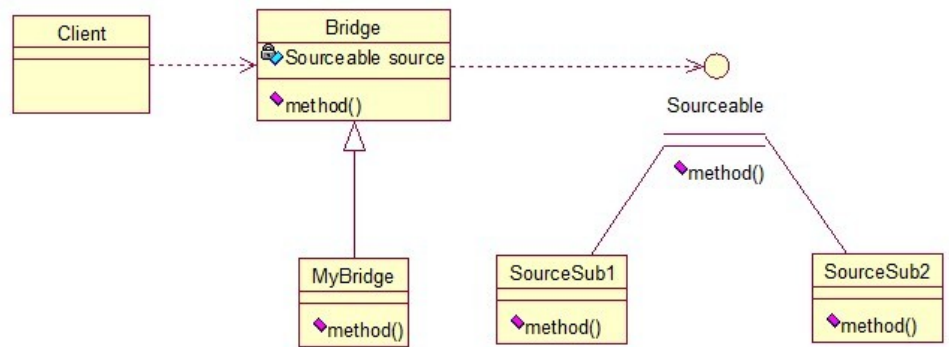 Client
Bridge
Sourceable source
method()
Sourceable
method()
MyBridge
method()
SourceSub1
method()
SourceSub2
method()